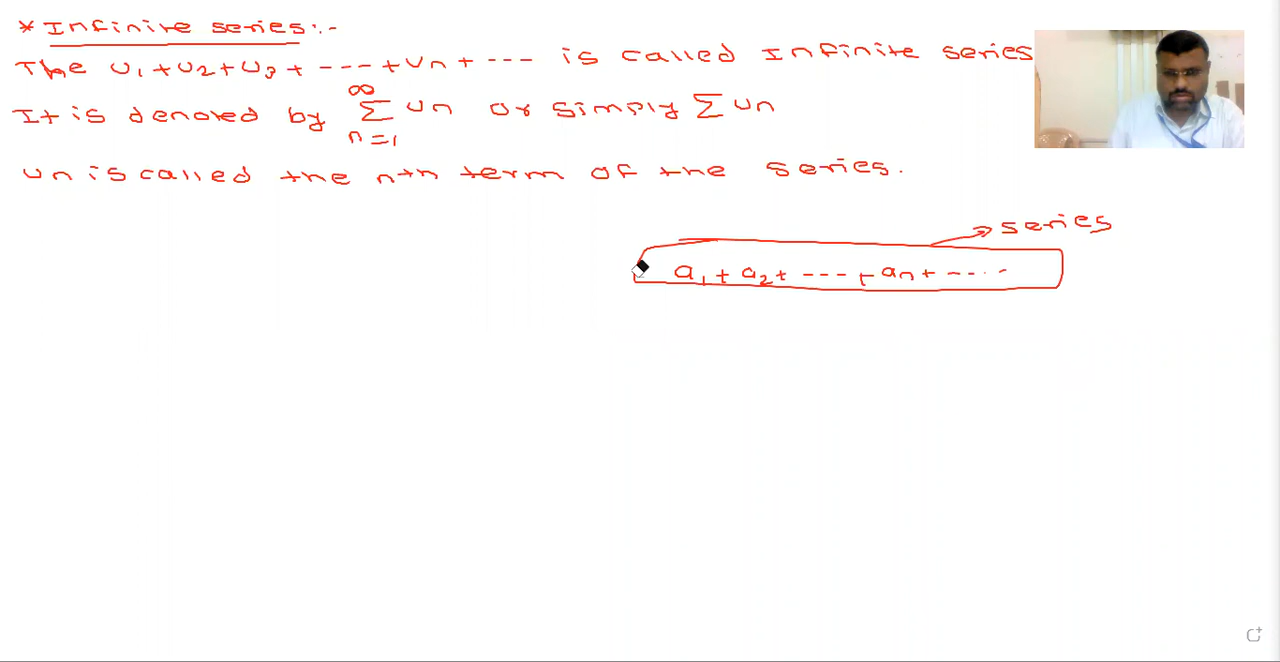 * Infinite series:-
The u₁+u₂+u₃+---+un+--- is called Infinite series
It is denoted by ∞ Σ n=1 un or simply Σ un
un is called the nth term of the series.
series
a₁+a₂+---+an+-----